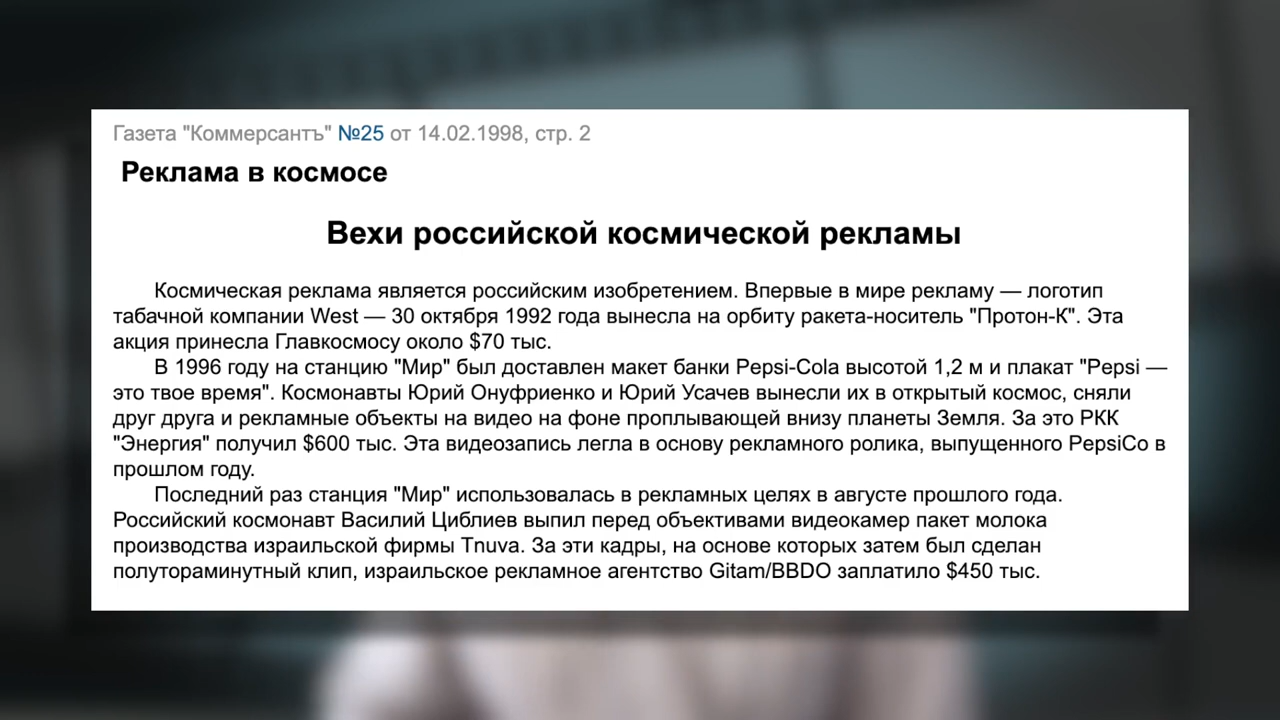 Газета "Коммерсантъ" №25 от 14.02.1998, стр. 2
Реклама в космосе
Вехи российской космической рекламы
Космическая реклама является российским изобретением. Впервые в мире рекламу — логотип
табачной компании West — 30 октября 1992 года вынесла на орбиту ракета-носитель "Протон-К". Эта
акция принесла Главкосмосу около $70 тыс.
В 1996 году на станцию "Мир" был доставлен макет банки Pepsi-Cola высотой 1,2 м и плакат "Pepsi —
это твое время". Космонавты Юрий Онуфриенко и Юрий Усачев вынесли их в открытый космос, сняли
друг друга и рекламные объекты на видео на фоне проплывающей внизу планеты Земля. За это РКК
"Энергия" получил $600 тыс. Эта видеозапись легла в основу рекламного ролика, выпущенного PepsiCo в
прошлом году.
Последний раз станция "Мир" использовалась в рекламных целях в августе прошлого года.
Российский космонавт Василий Циблиев выпил перед объективами видеокамер пакет молока
производства израильской фирмы Tnuva. За эти кадры, на основе которых затем был сделан
полутораминутный клип, израильское рекламное агентство Gitam/BBDO заплатило $450 тыс.